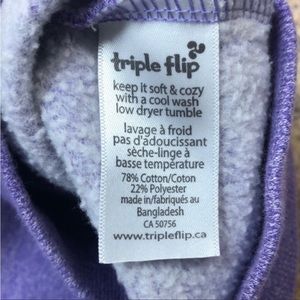 triple flip
keep it soft & cozy
with a cool wash
low dryer tumble
lavage à froid
pas d'adoucissant
sèche-linge à
basse température
78% Cotton/Coton
22% Polyester
made in/fabriqués au
Bangladesh
CA 50756
www.tripleflip.ca